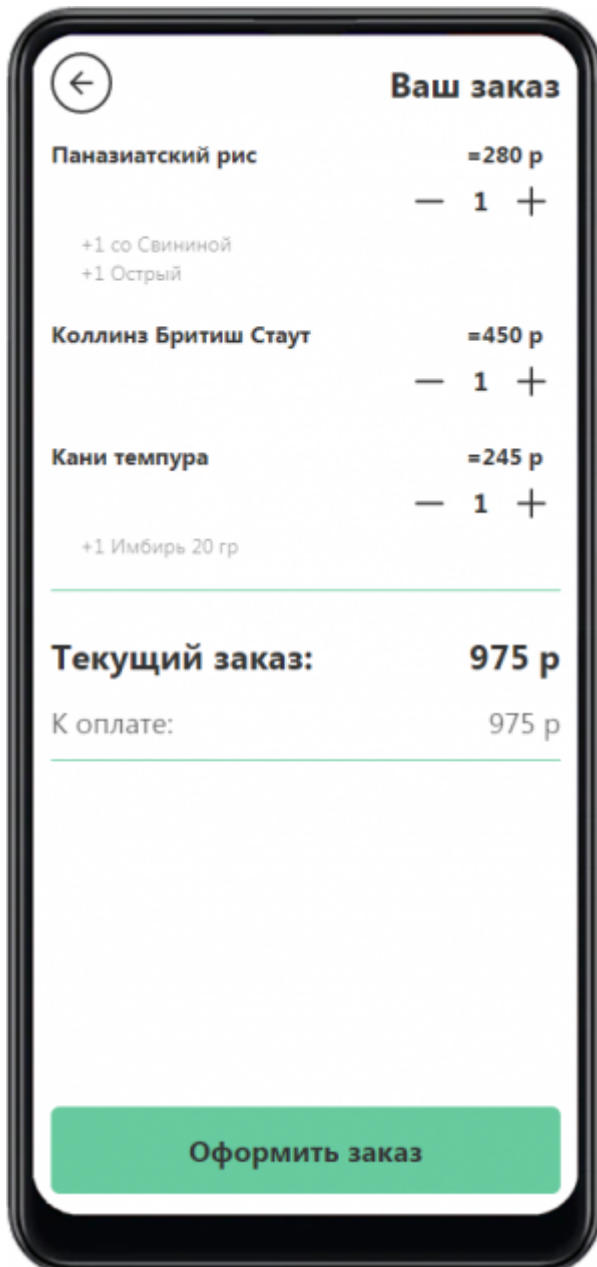 Ваш заказ
Паназиатский рис =280 р
— 1 +
+1 со Свининой
+1 Острый
Коллинз Бритиш Стаут =450 р
— 1 +
Кани темпура =245 р
— 1 +
+1 Имбирь 20 гр
Текущий заказ: 975 р
К оплате: 975 р
Оформить заказ